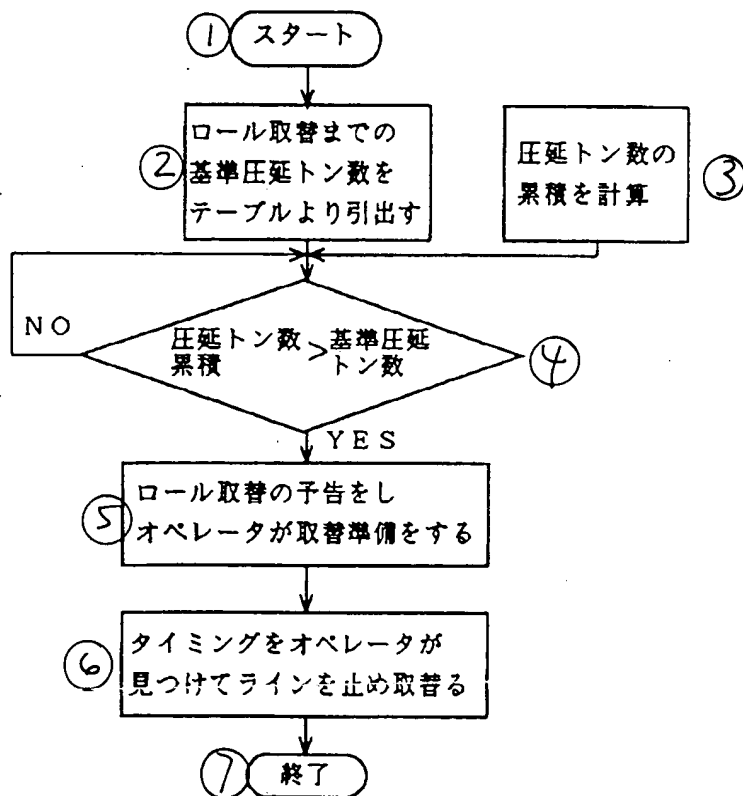 ① スタート
② ロール取替までの
基準圧延トン数を
テーブルより引出す
圧延トン数の
累積を計算
③
NO
圧延トン数
累積
>
基準圧延
トン数
④
YES
⑤ ロール取替の予告をし
オペレータが取替準備をする
⑥ タイミングをオペレータが
見つけてラインを止め取替る
⑦ 終了